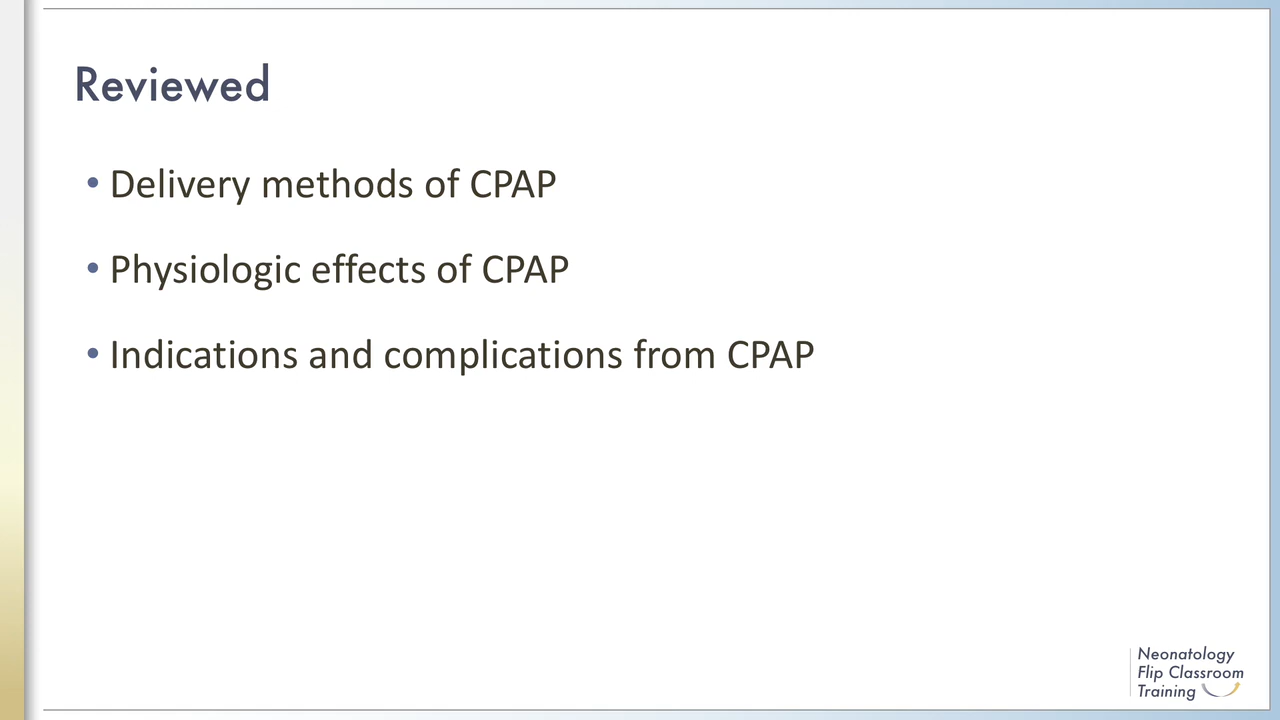 Reviewed
• Delivery methods of CPAP
• Physiologic effects of CPAP
• Indications and complications from CPAP
Neonatology
Flip Classroom
Training